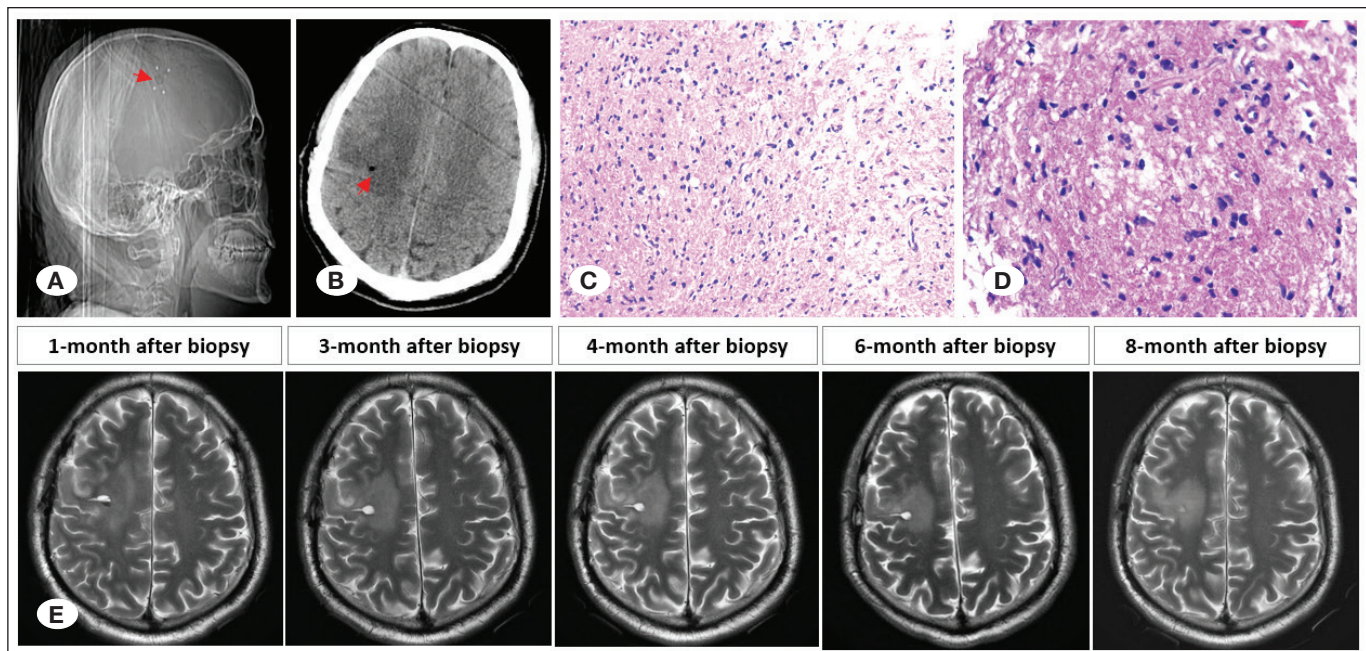 A
B
C
D
1-month after biopsy
3-month after biopsy
4-month after biopsy
6-month after biopsy
8-month after biopsy
E